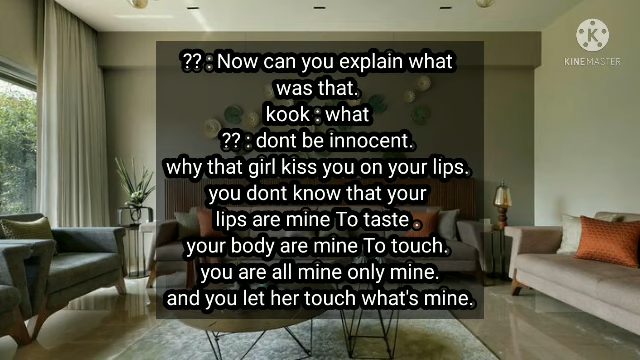 ?? : Now can you explain what
was that.
kook : what
?? : dont be innocent.
why that girl kiss you on your lips.
you dont know that your
lips are mine To taste .
your body are mine To touch.
you are all mine only mine.
and you let her touch what's mine.
K
KINEMASTER